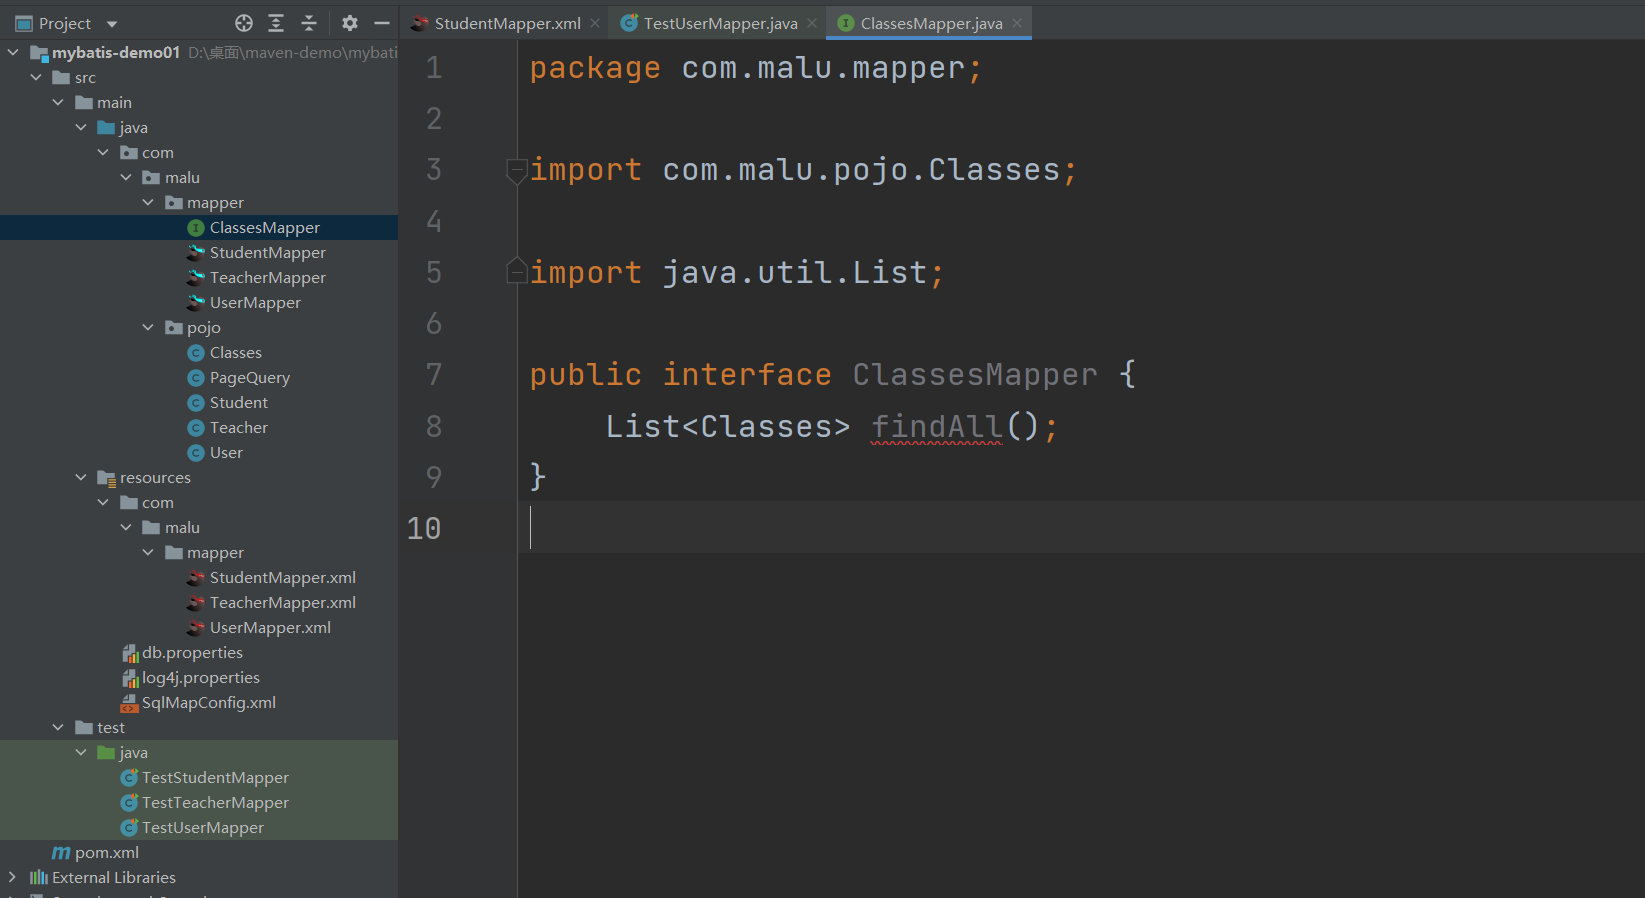 Project
mybatis-demo01 D:\桌面\maven-demo\mybati
src
main
java
com
malu
mapper
ClassesMapper
StudentMapper
TeacherMapper
UserMapper
pojo
Classes
PageQuery
Student
Teacher
User
resources
com
malu
mapper
StudentMapper.xml
TeacherMapper.xml
UserMapper.xml
db.properties
log4j.properties
SqlMapConfig.xml
test
java
TestStudentMapper
TestTeacherMapper
TestUserMapper
pom.xml
External Libraries
StudentMapper.xml TestUserMapper.java ClassesMapper.java
1 package com.malu.mapper;
2
3 import com.malu.pojo.Classes;
4
5 import java.util.List;
6
7 public interface ClassesMapper {
8 List<Classes> findAll();
9 }
10